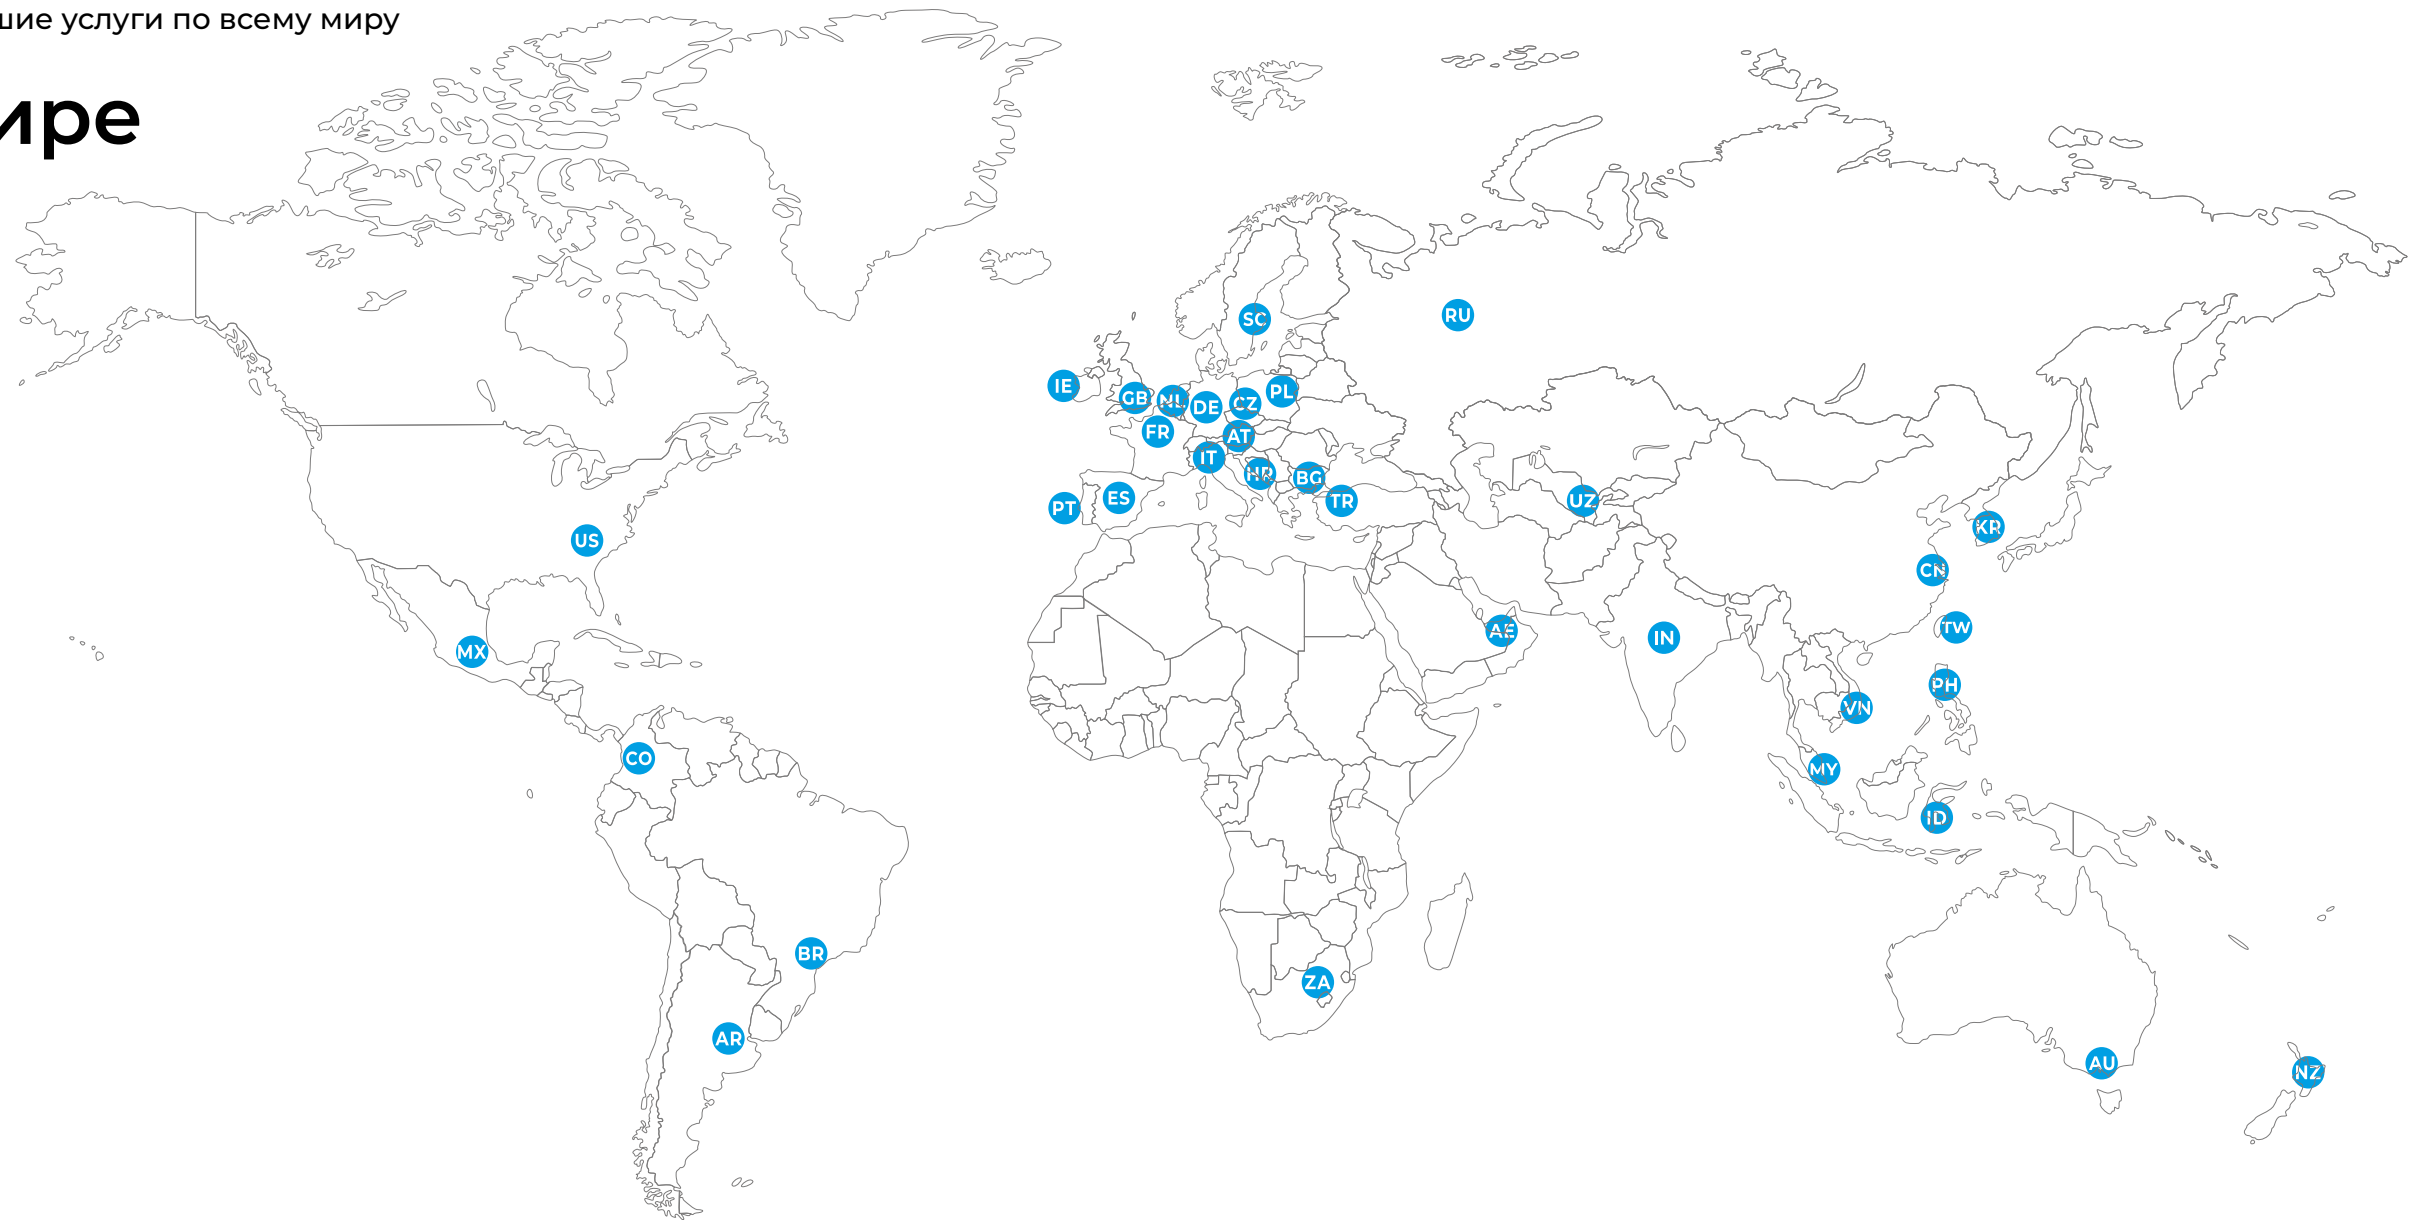 шие услуги по всему миру
ире
SC
RU
IE
GB
NL
DE
CZ
PL
FR
AT
IT
HR
BG
PT
ES
TR
UZ
US
KR
CN
MX
AE
IN
TW
PH
VN
CO
MY
ID
BR
ZA
AR
AU
NZ